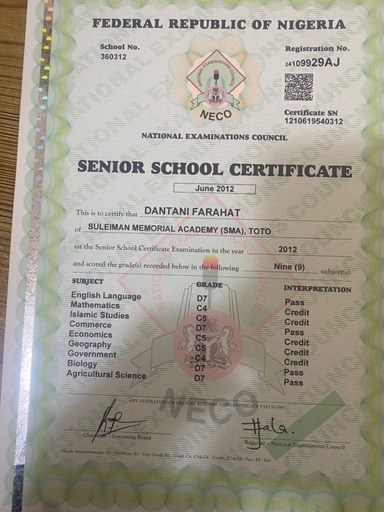 FEDERAL REPUBLIC OF NIGERIA
School No. Registration No.
360312 24109929AJ
NECO
Certificate SN
1210619540312
NATIONAL EXAMINATIONS COUNCIL
SENIOR SCHOOL CERTIFICATE
June 2012
This is to certify that DANTANI FARAHAT
of SULEIMAN MEMORIAL ACADEMY (SMA), TOTO
sat the Senior School Certificate Examination in the year 2012
and scored the grade(s) recorded below in the following Nine (9) subject(s).
SUBJECT GRADE INTERPRETATION
English Language D7 Pass
Mathematics C4 Credit
Islamic Studies C5 Credit
Commerce D7 Pass
Economics C5 Credit
Geography C5 Credit
Government C4 Credit
Biology D7 Pass
Agricultural Science D7 Pass
NECO
Chairman - Governing Board Registrar - National Examinations Council